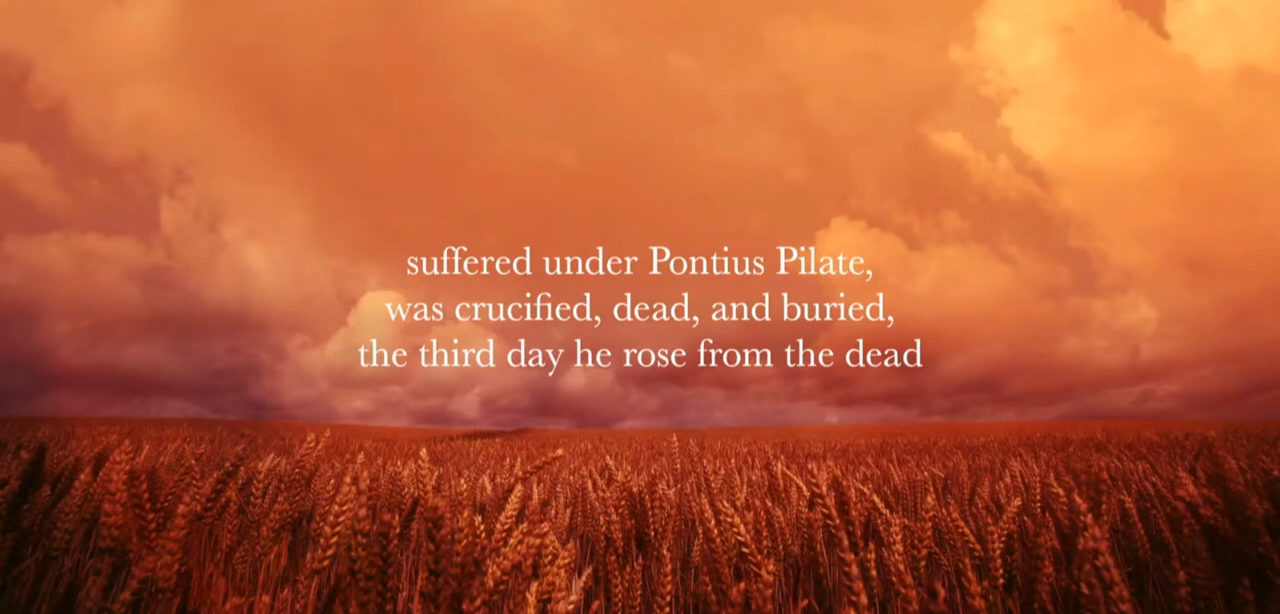 suffered under Pontius Pilate,
was crucified, dead, and buried,
the third day he rose from the dead